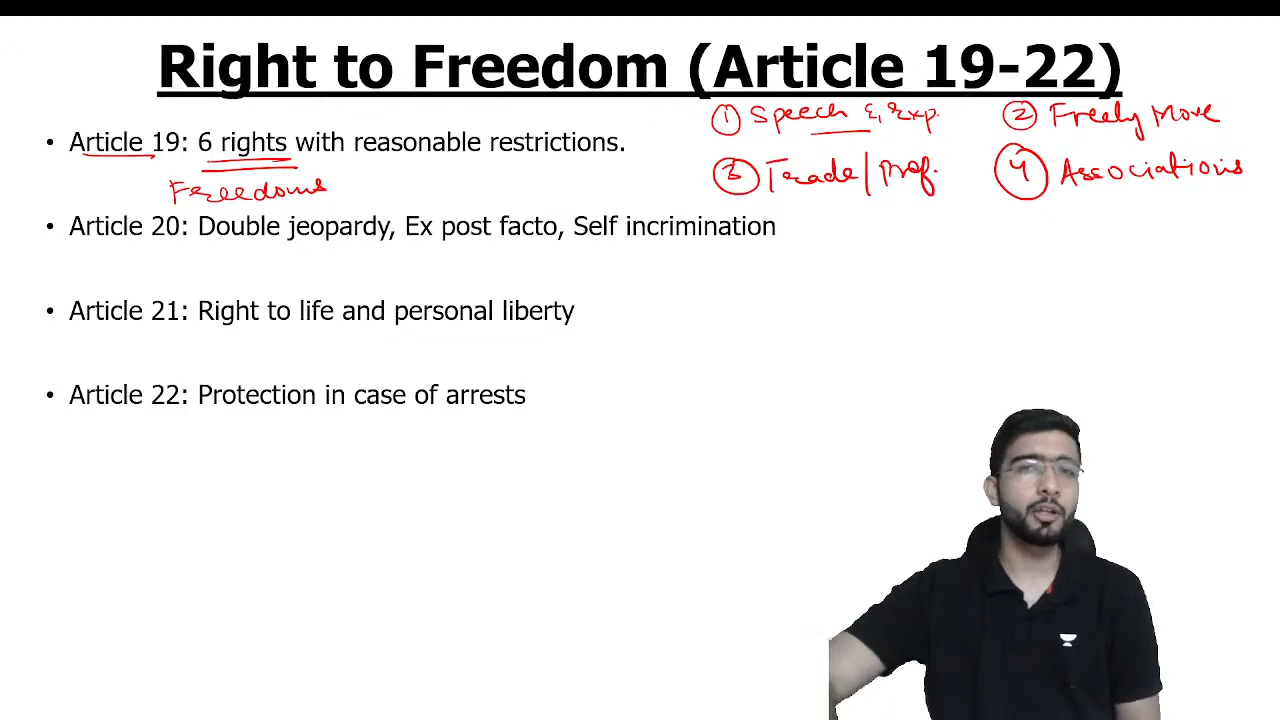 Right to Freedom (Article 19-22)
① Speech & Exp. ② Freely Move
• Article 19: 6 rights with reasonable restrictions.
③ Trade/Prof. ④ Associations
Freedoms
• Article 20: Double jeopardy, Ex post facto, Self incrimination
• Article 21: Right to life and personal liberty
• Article 22: Protection in case of arrests